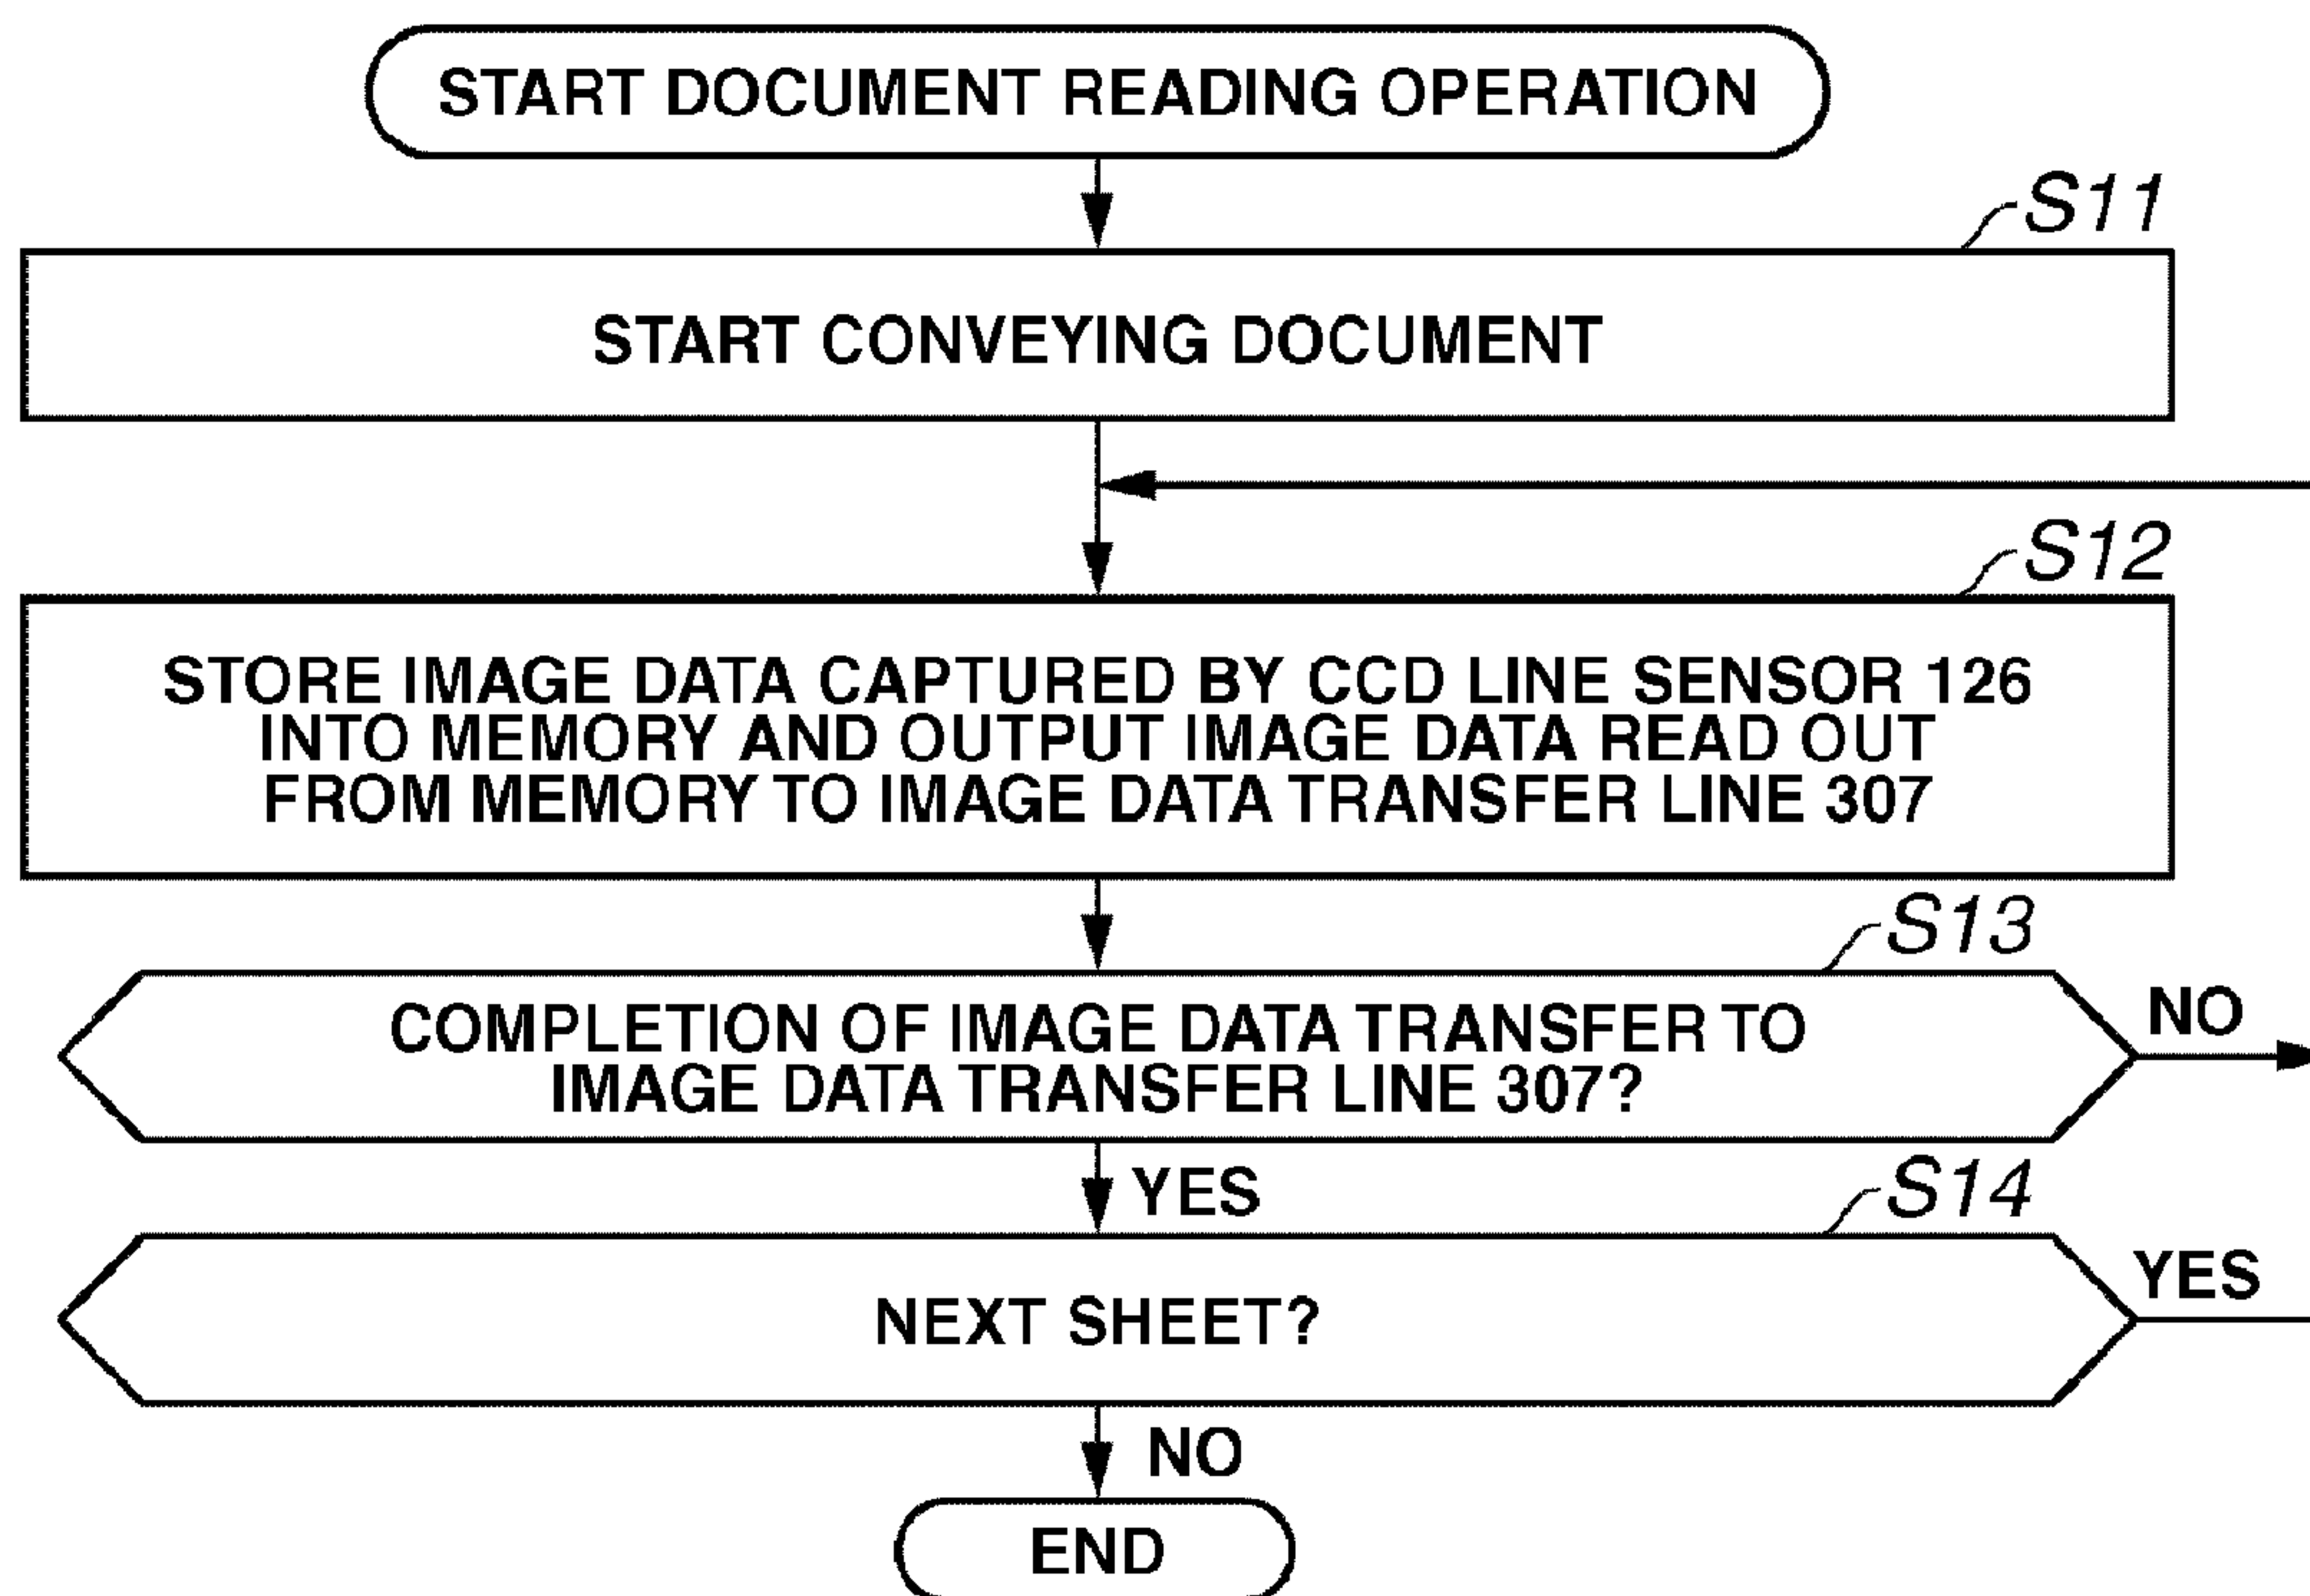 START DOCUMENT READING OPERATION
S11
START CONVEYING DOCUMENT
S12
STORE IMAGE DATA CAPTURED BY CCD LINE SENSOR 126
INTO MEMORY AND OUTPUT IMAGE DATA READ OUT
FROM MEMORY TO IMAGE DATA TRANSFER LINE 307
S13
COMPLETION OF IMAGE DATA TRANSFER TO
IMAGE DATA TRANSFER LINE 307?
NO
YES
S14
NEXT SHEET?
YES
NO
END